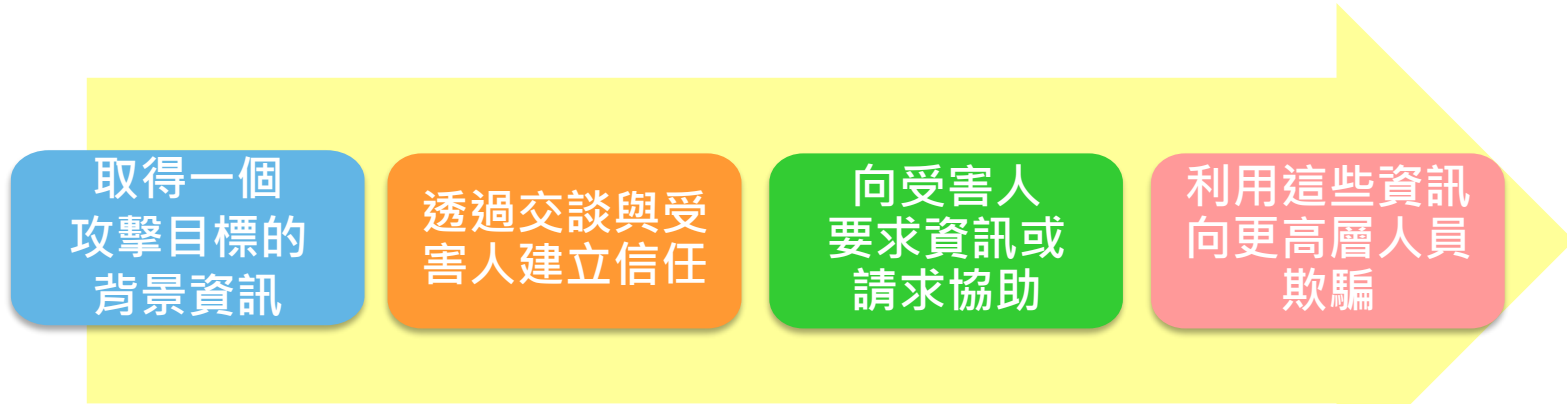 取得一個
攻擊目標的
背景資訊
透過交談與受
害人建立信任
向受害人
要求資訊或
請求協助
利用這些資訊
向更高層人員
欺騙